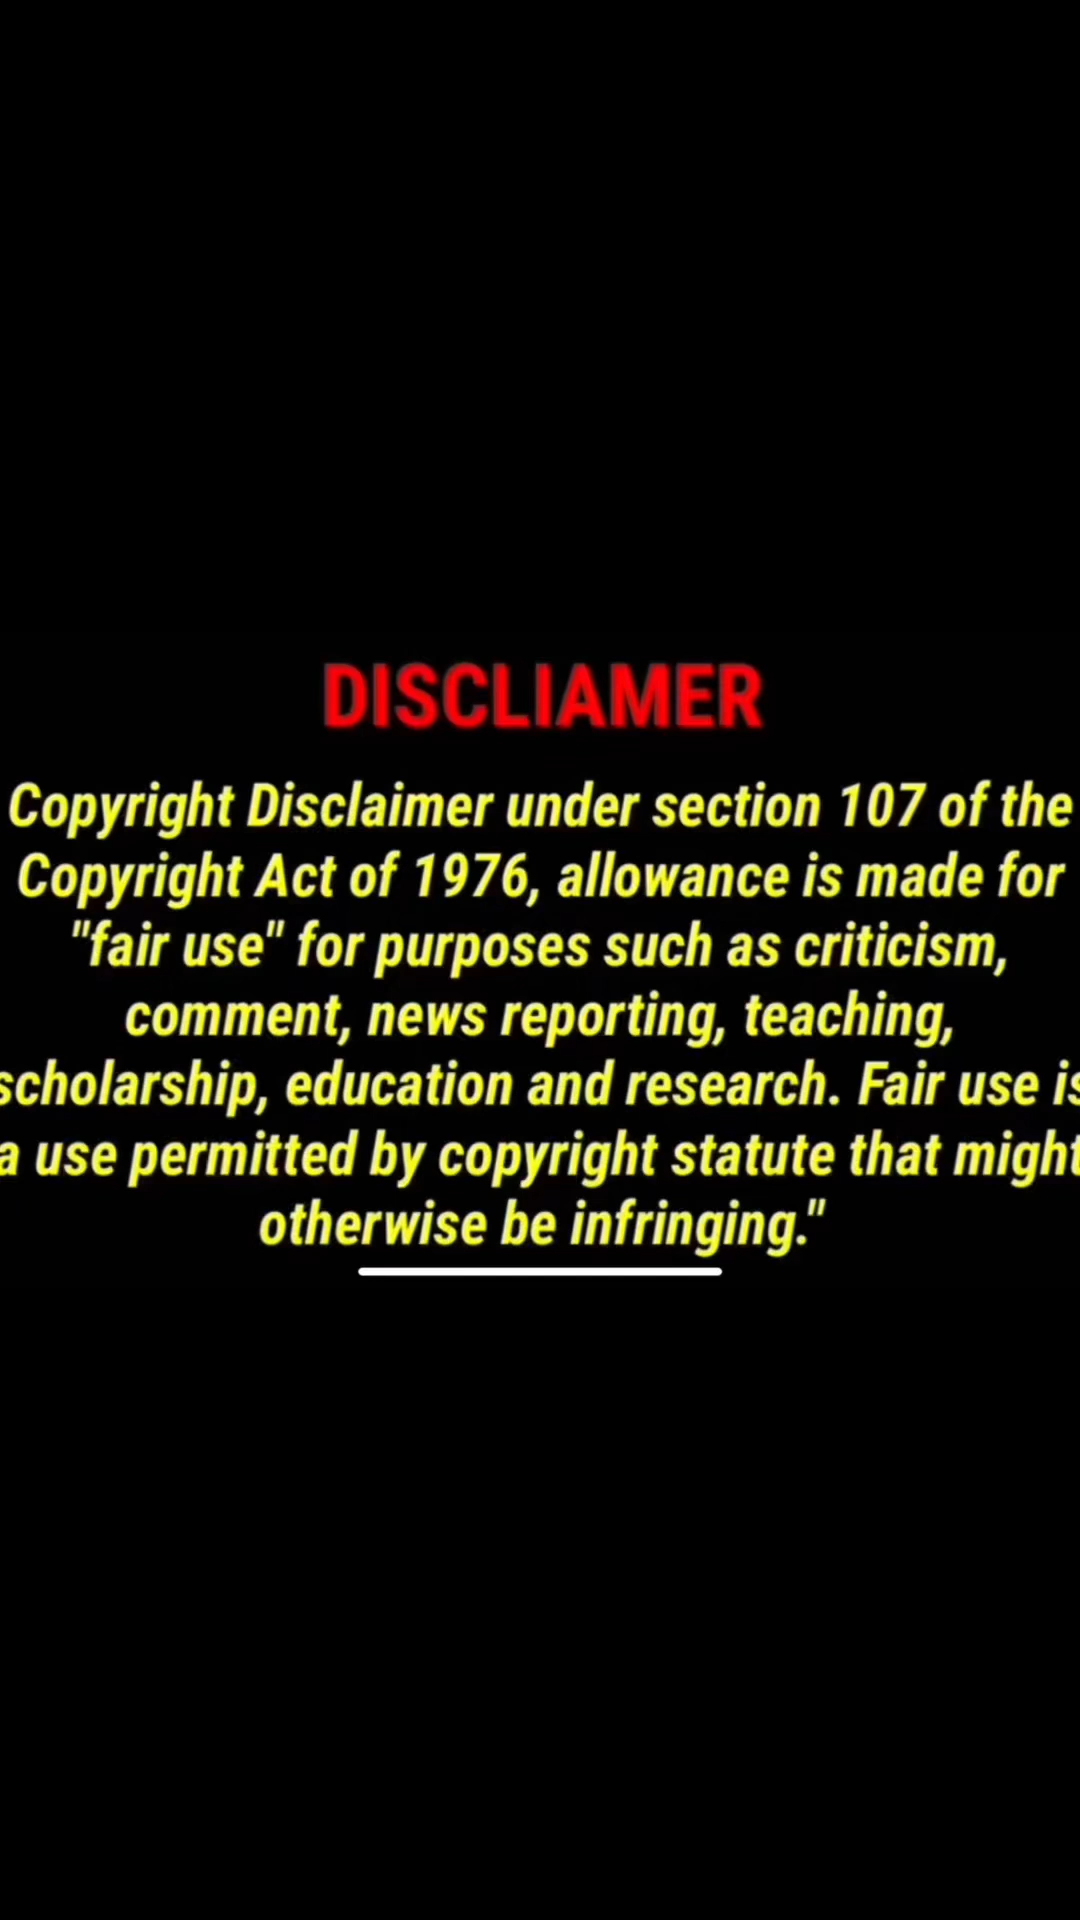 DISCLIAMER
Copyright Disclaimer under section 107 of the
Copyright Act of 1976, allowance is made for
"fair use" for purposes such as criticism,
comment, news reporting, teaching,
scholarship, education and research. Fair use is
a use permitted by copyright statute that might
otherwise be infringing."